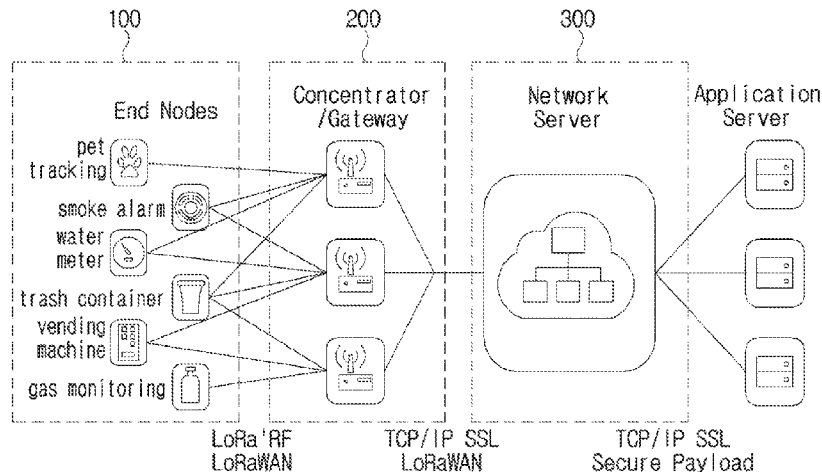 100
200
300
End Nodes
Concentrator
/Gateway
Network
Server
Application
Server
pet
tracking
smoke alarm
water
meter
trash container
vending
machine
gas monitoring
LoRa'RF
LoRaWAN
TCP/IP SSL
LoRaWAN
TCP/IP SSL
Secure Payload